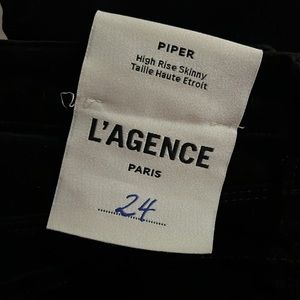 PIPER
High Rise Skinny
Taille Haute Etroit
L'AGENCE
PARIS
24